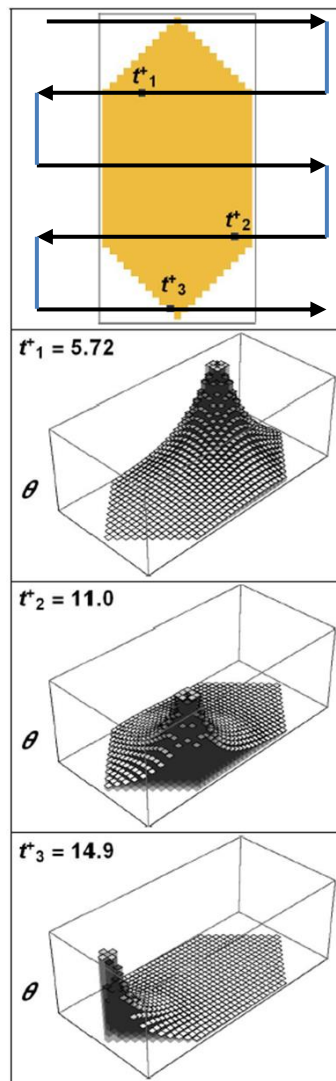 t⁺₁
t⁺₂
t⁺₃
t⁺₁ = 5.72
θ
t⁺₂ = 11.0
θ
t⁺₃ = 14.9
θ